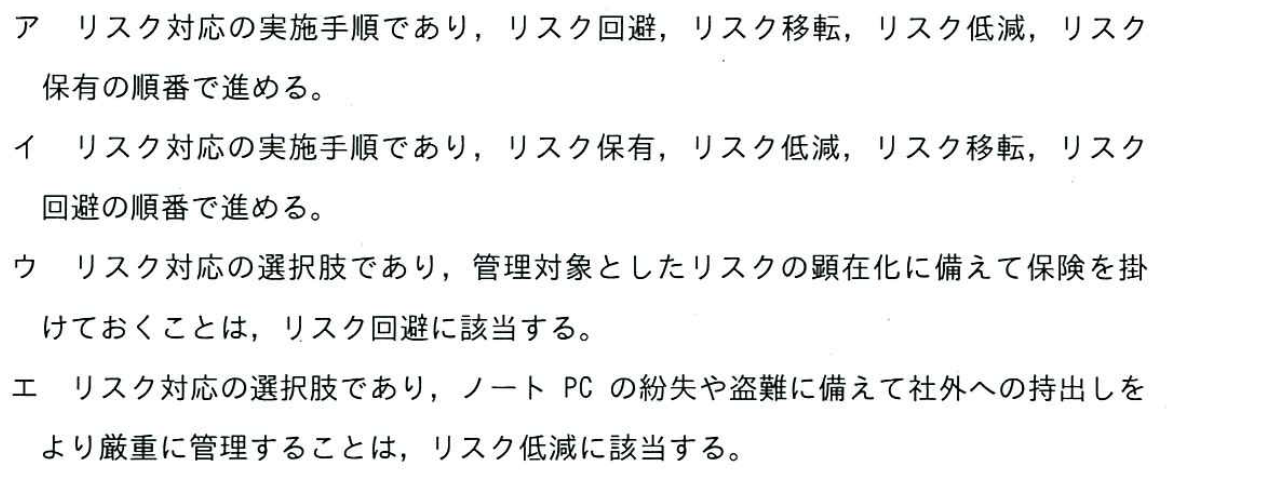 ア　リスク対応の実施手順であり，リスク回避，リスク移転，リスク低減，リスク
保有の順番で進める。
イ　リスク対応の実施手順であり，リスク保有，リスク低減，リスク移転，リスク
回避の順番で進める。
ウ　リスク対応の選択肢であり，管理対象としたリスクの顕在化に備えて保険を掛
けておくことは，リスク回避に該当する。
エ　リスク対応の選択肢であり，ノート PC の紛失や盗難に備えて社外への持出しを
より厳重に管理することは，リスク低減に該当する。